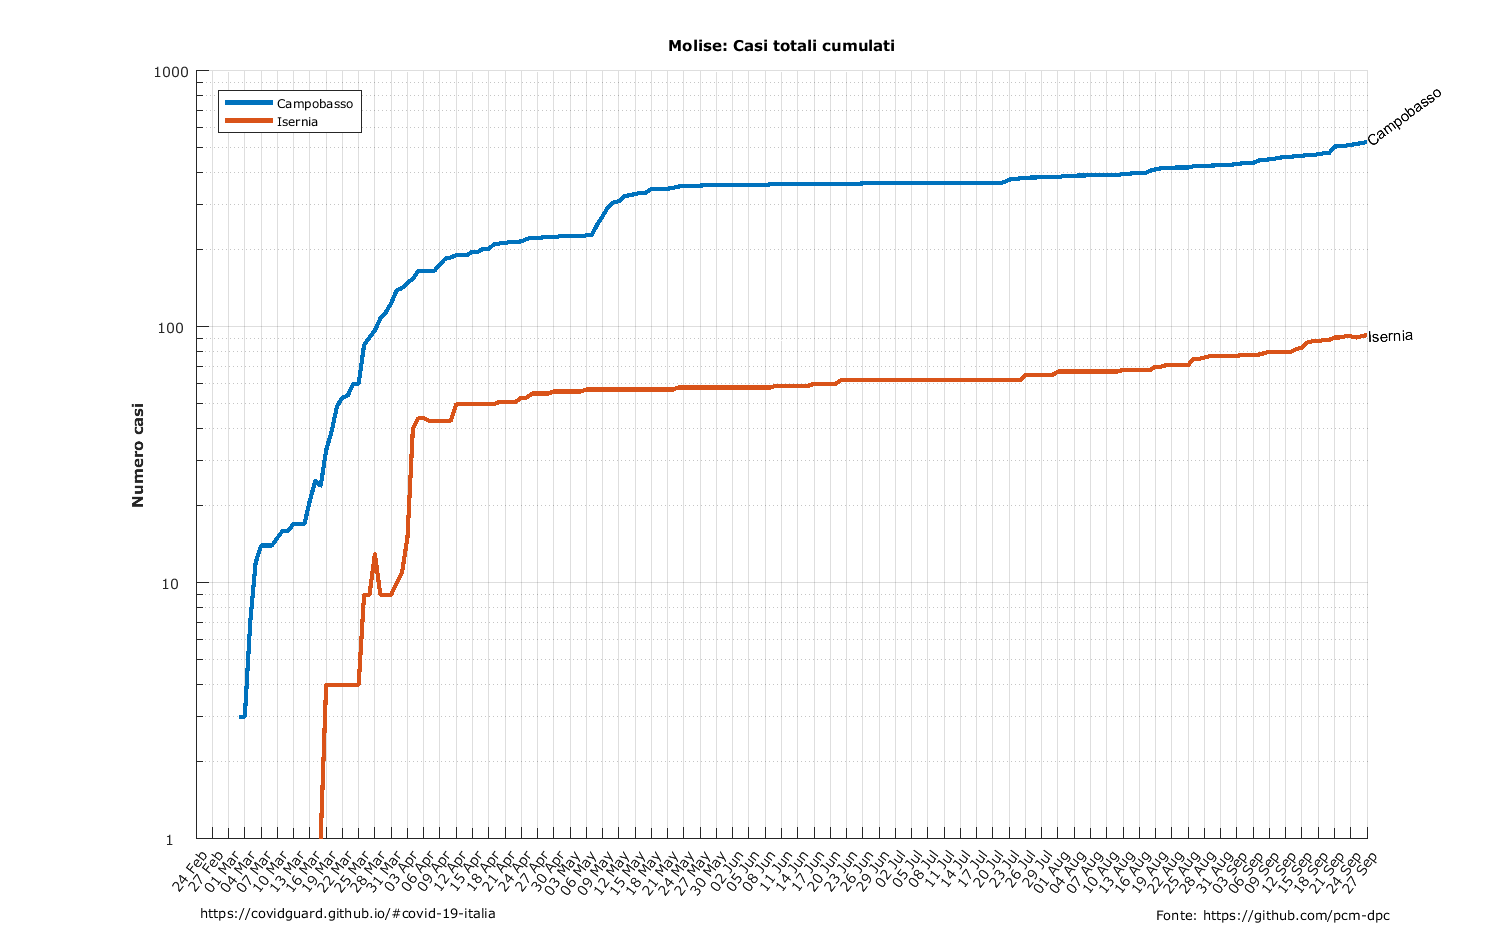 Molise: Casi totali cumulati
1000
100
10
1
Numero casi
Campobasso
Isernia
Campobasso
Isernia
24 Feb
27 Feb
01 Mar
04 Mar
07 Mar
10 Mar
13 Mar
16 Mar
19 Mar
22 Mar
25 Mar
28 Mar
31 Mar
03 Apr
06 Apr
09 Apr
12 Apr
15 Apr
18 Apr
21 Apr
24 Apr
27 Apr
30 Apr
03 May
06 May
09 May
12 May
15 May
18 May
21 May
24 May
27 May
30 May
02 Jun
05 Jun
08 Jun
11 Jun
14 Jun
17 Jun
20 Jun
23 Jun
26 Jun
29 Jun
02 Jul
05 Jul
08 Jul
11 Jul
14 Jul
17 Jul
20 Jul
23 Jul
26 Jul
29 Jul
01 Aug
04 Aug
07 Aug
10 Aug
13 Aug
16 Aug
19 Aug
22 Aug
25 Aug
28 Aug
31 Aug
03 Sep
06 Sep
09 Sep
12 Sep
15 Sep
18 Sep
21 Sep
24 Sep
27 Sep
https://covidguard.github.io/#covid-19-italia
Fonte: https://github.com/pcm-dpc